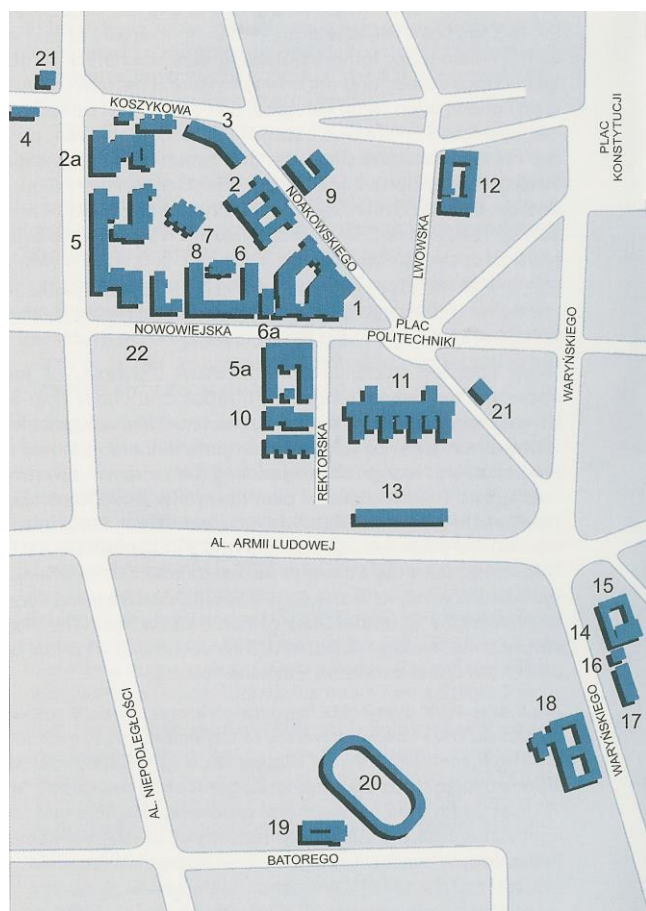 21
KOSZYKOWA
3
4
2a
PLAC
KONSTYTUCJI
2
9
NOAKOWSKIEGO
12
7
5
8
6
LWOWSKA
1
NOWOWIEJSKA
6a
PLAC
POLITECHNIKI
WARYŃSKIEGO
22
5a
11
21
10
REKTORSKA
13
AL. ARMII LUDOWEJ
15
14
16
17
18
WARYŃSKIEGO
AL. NIEPODLEGŁOŚCI
20
19
BATOREGO